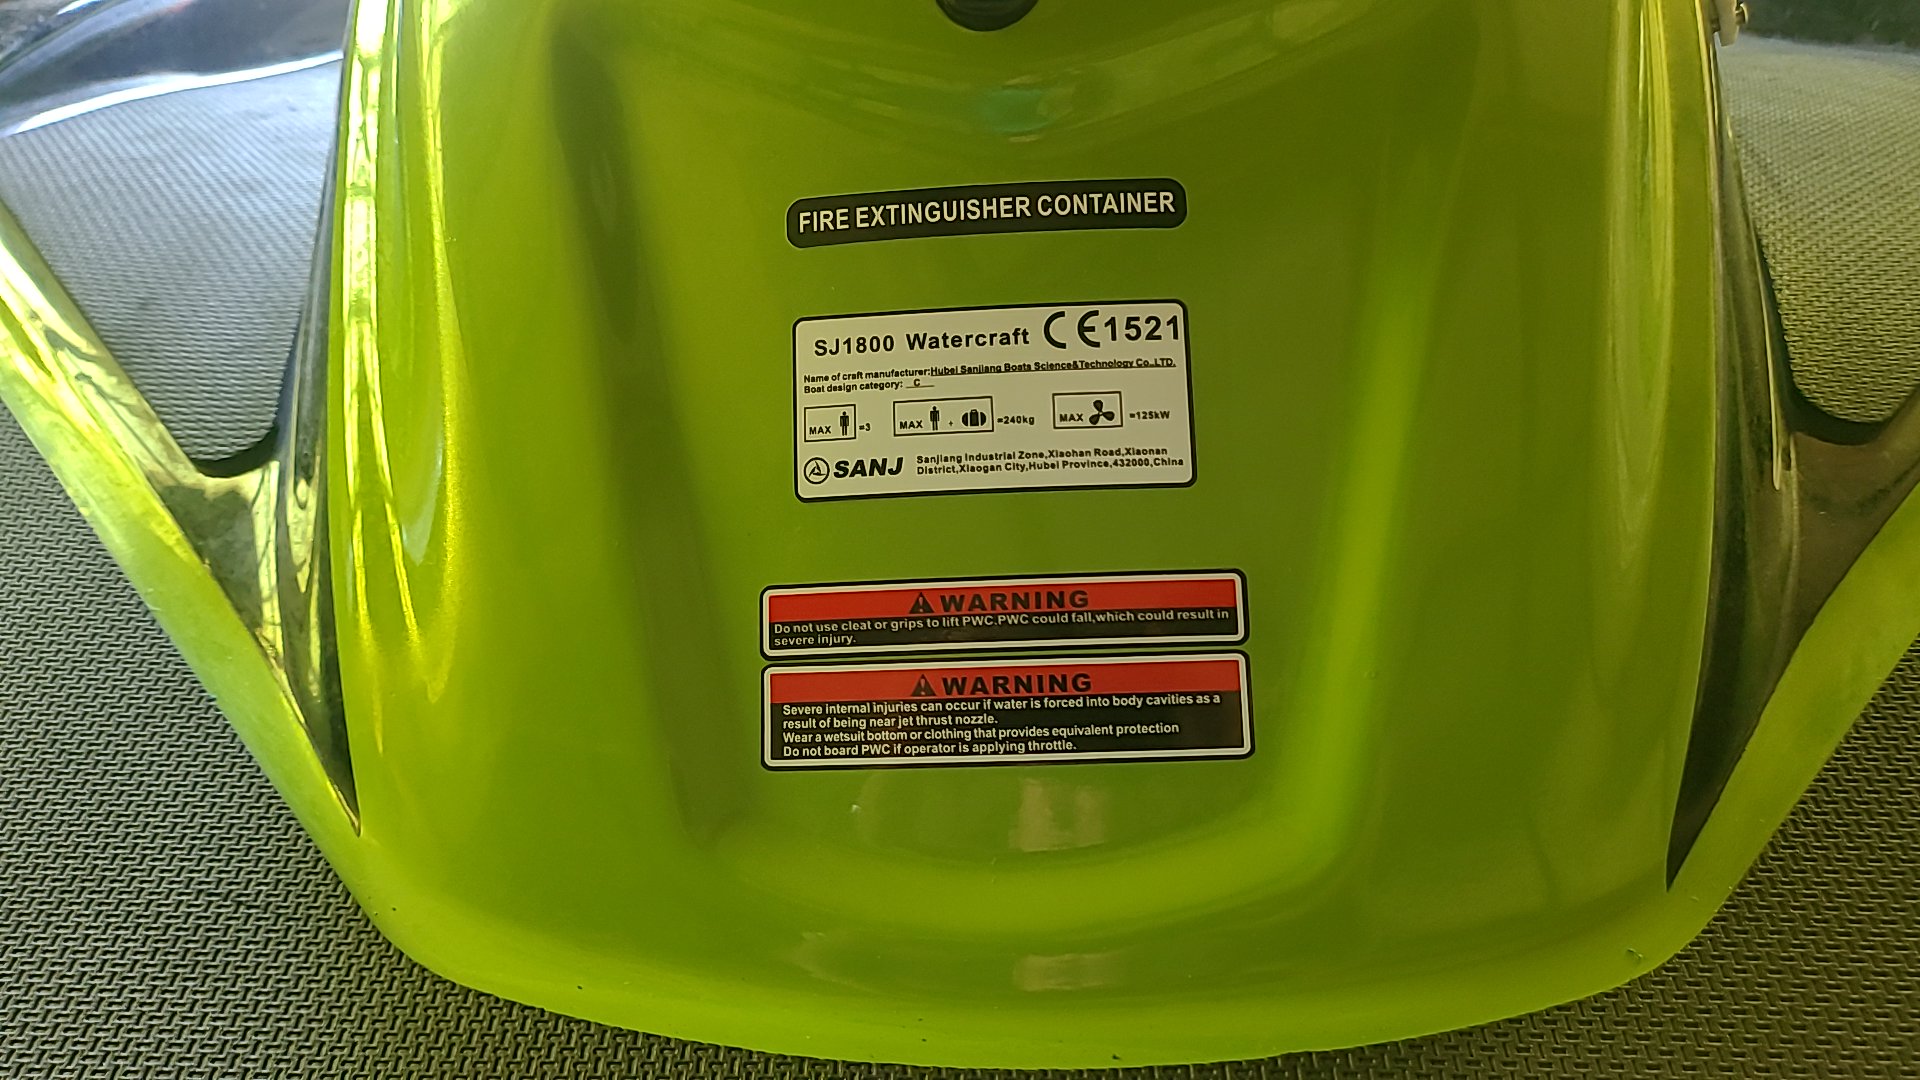 FIRE EXTINGUISHER CONTAINER
SJ1800 Watercraft CE1521
Name of craft manufacturer:Hubei Sanjiang Boats Science&Technology Co.,LTD.
Boat design category: C
MAX =3 MAX + =240kg MAX =125kW
SANJ
Sanjiang Industrial Zone,Xiaohan Road,Xiaonan
District,Xiaogan City,Hubei Province,432000,China
WARNING
Do not use cleat or grips to lift PWC.PWC could fall,which could result in
severe injury.
WARNING
Severe internal injuries can occur if water is forced into body cavities as a
result of being near jet thrust nozzle.
Wear a wetsuit bottom or clothing that provides equivalent protection
Do not board PWC if operator is applying throttle.